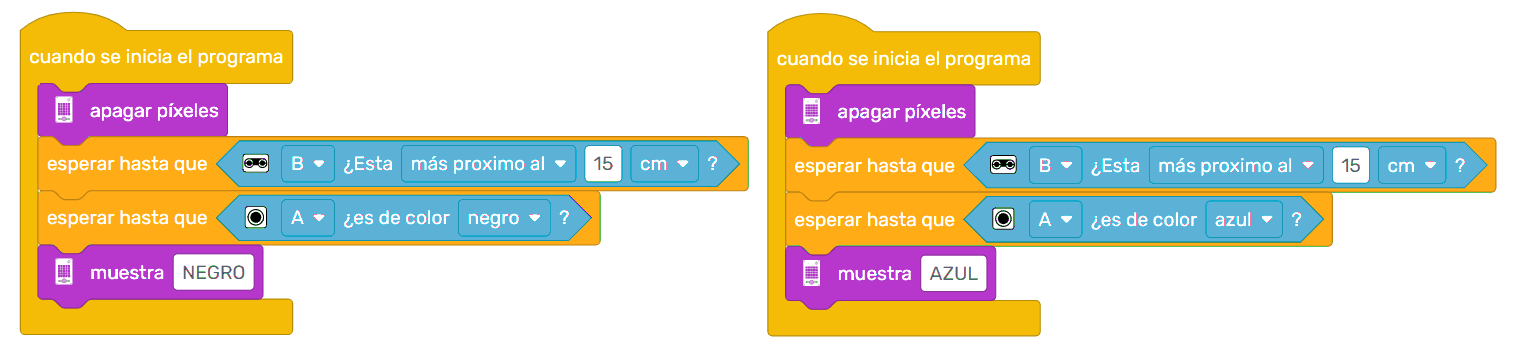 cuando se inicia el programa
apagar píxeles
esperar hasta que B ¿Esta más proximo al 15 cm ?
esperar hasta que A ¿es de color negro ?
muestra NEGRO
cuando se inicia el programa
apagar píxeles
esperar hasta que B ¿Esta más proximo al 15 cm ?
esperar hasta que A ¿es de color azul ?
muestra AZUL